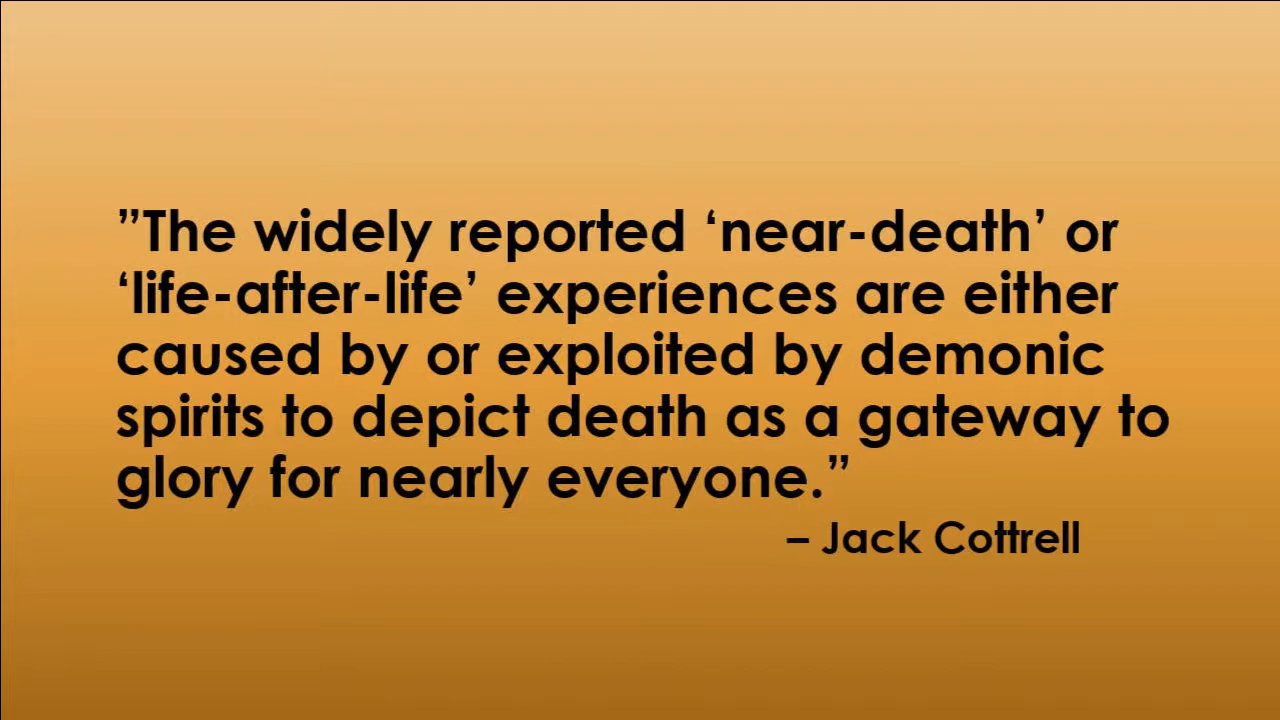 ”The widely reported ‘near-death’ or
‘life-after-life’ experiences are either
caused by or exploited by demonic
spirits to depict death as a gateway to
glory for nearly everyone.”
– Jack Cottrell